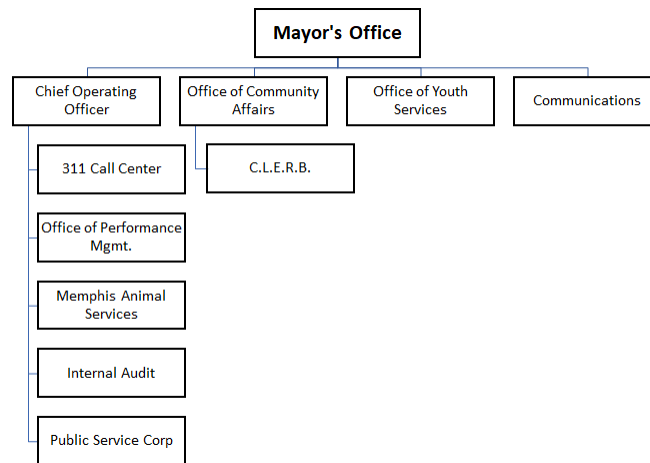 Mayor's Office
Chief Operating
Officer
Office of Community
Affairs
Office of Youth
Services
Communications
311 Call Center
C.L.E.R.B.
Office of Performance
Mgmt.
Memphis Animal
Services
Internal Audit
Public Service Corp